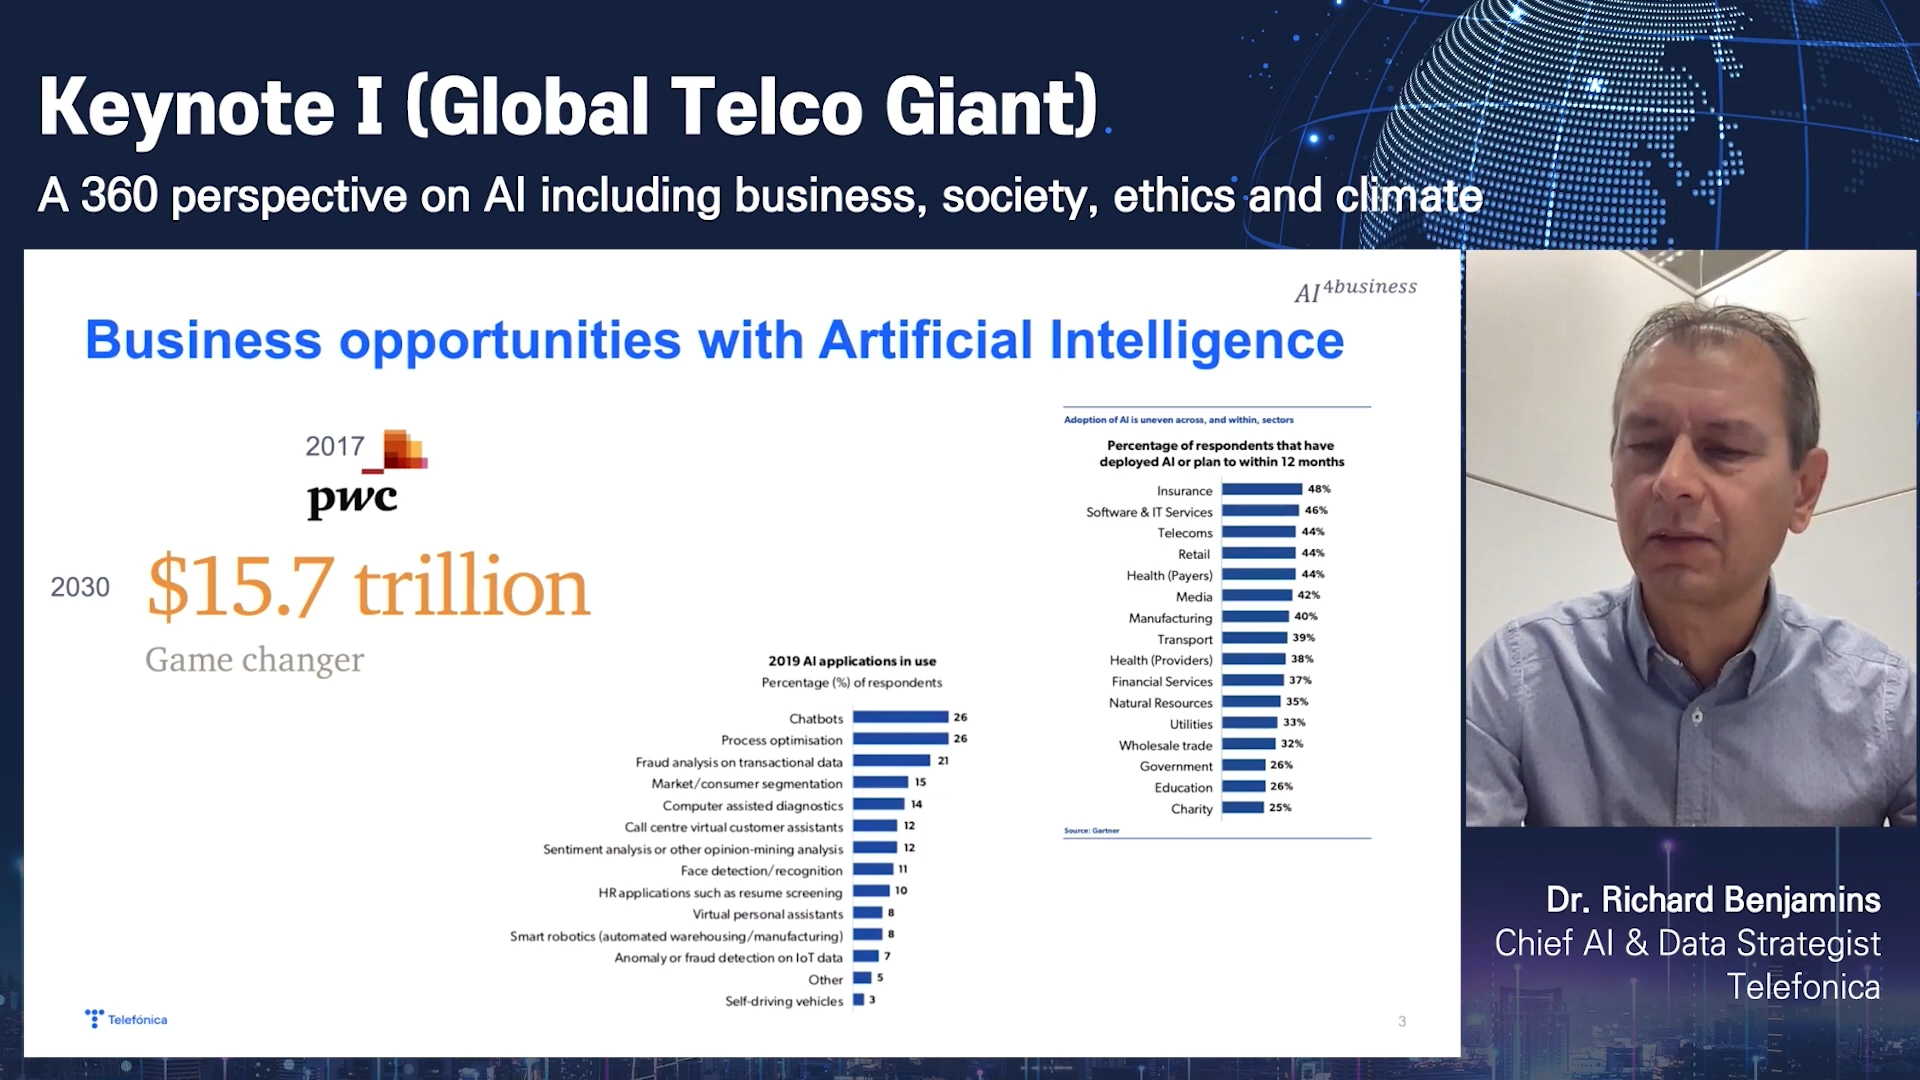 Keynote I (Global Telco Giant)
A 360 perspective on AI including business, society, ethics and climate
AI4business
Business opportunities with Artificial Intelligence
2017
pwc
2030
$15.7 trillion
Game changer
2019 AI applications in use
Percentage (%) of respondents
Chatbots 26
Process optimisation 26
Fraud analysis on transactional data 21
Market/consumer segmentation 15
Computer assisted diagnostics 14
Call centre virtual customer assistants 12
Sentiment analysis or other opinion-mining analysis 12
Face detection/recognition 11
HR applications such as resume screening 10
Virtual personal assistants 8
Smart robotics (automated warehousing/manufacturing) 8
Anomaly or fraud detection on IoT data 7
Other 5
Self-driving vehicles 3
Adoption of AI is uneven across, and within, sectors
Percentage of respondents that have
deployed AI or plan to within 12 months
Insurance 48%
Software & IT Services 46%
Telecoms 44%
Retail 44%
Health (Payers) 44%
Media 42%
Manufacturing 40%
Transport 39%
Health (Providers) 38%
Financial Services 37%
Natural Resources 35%
Utilities 33%
Wholesale trade 32%
Government 26%
Education 26%
Charity 25%
Source: Gartner
Telefónica
3
Dr. Richard Benjamins
Chief AI & Data Strategist
Telefonica